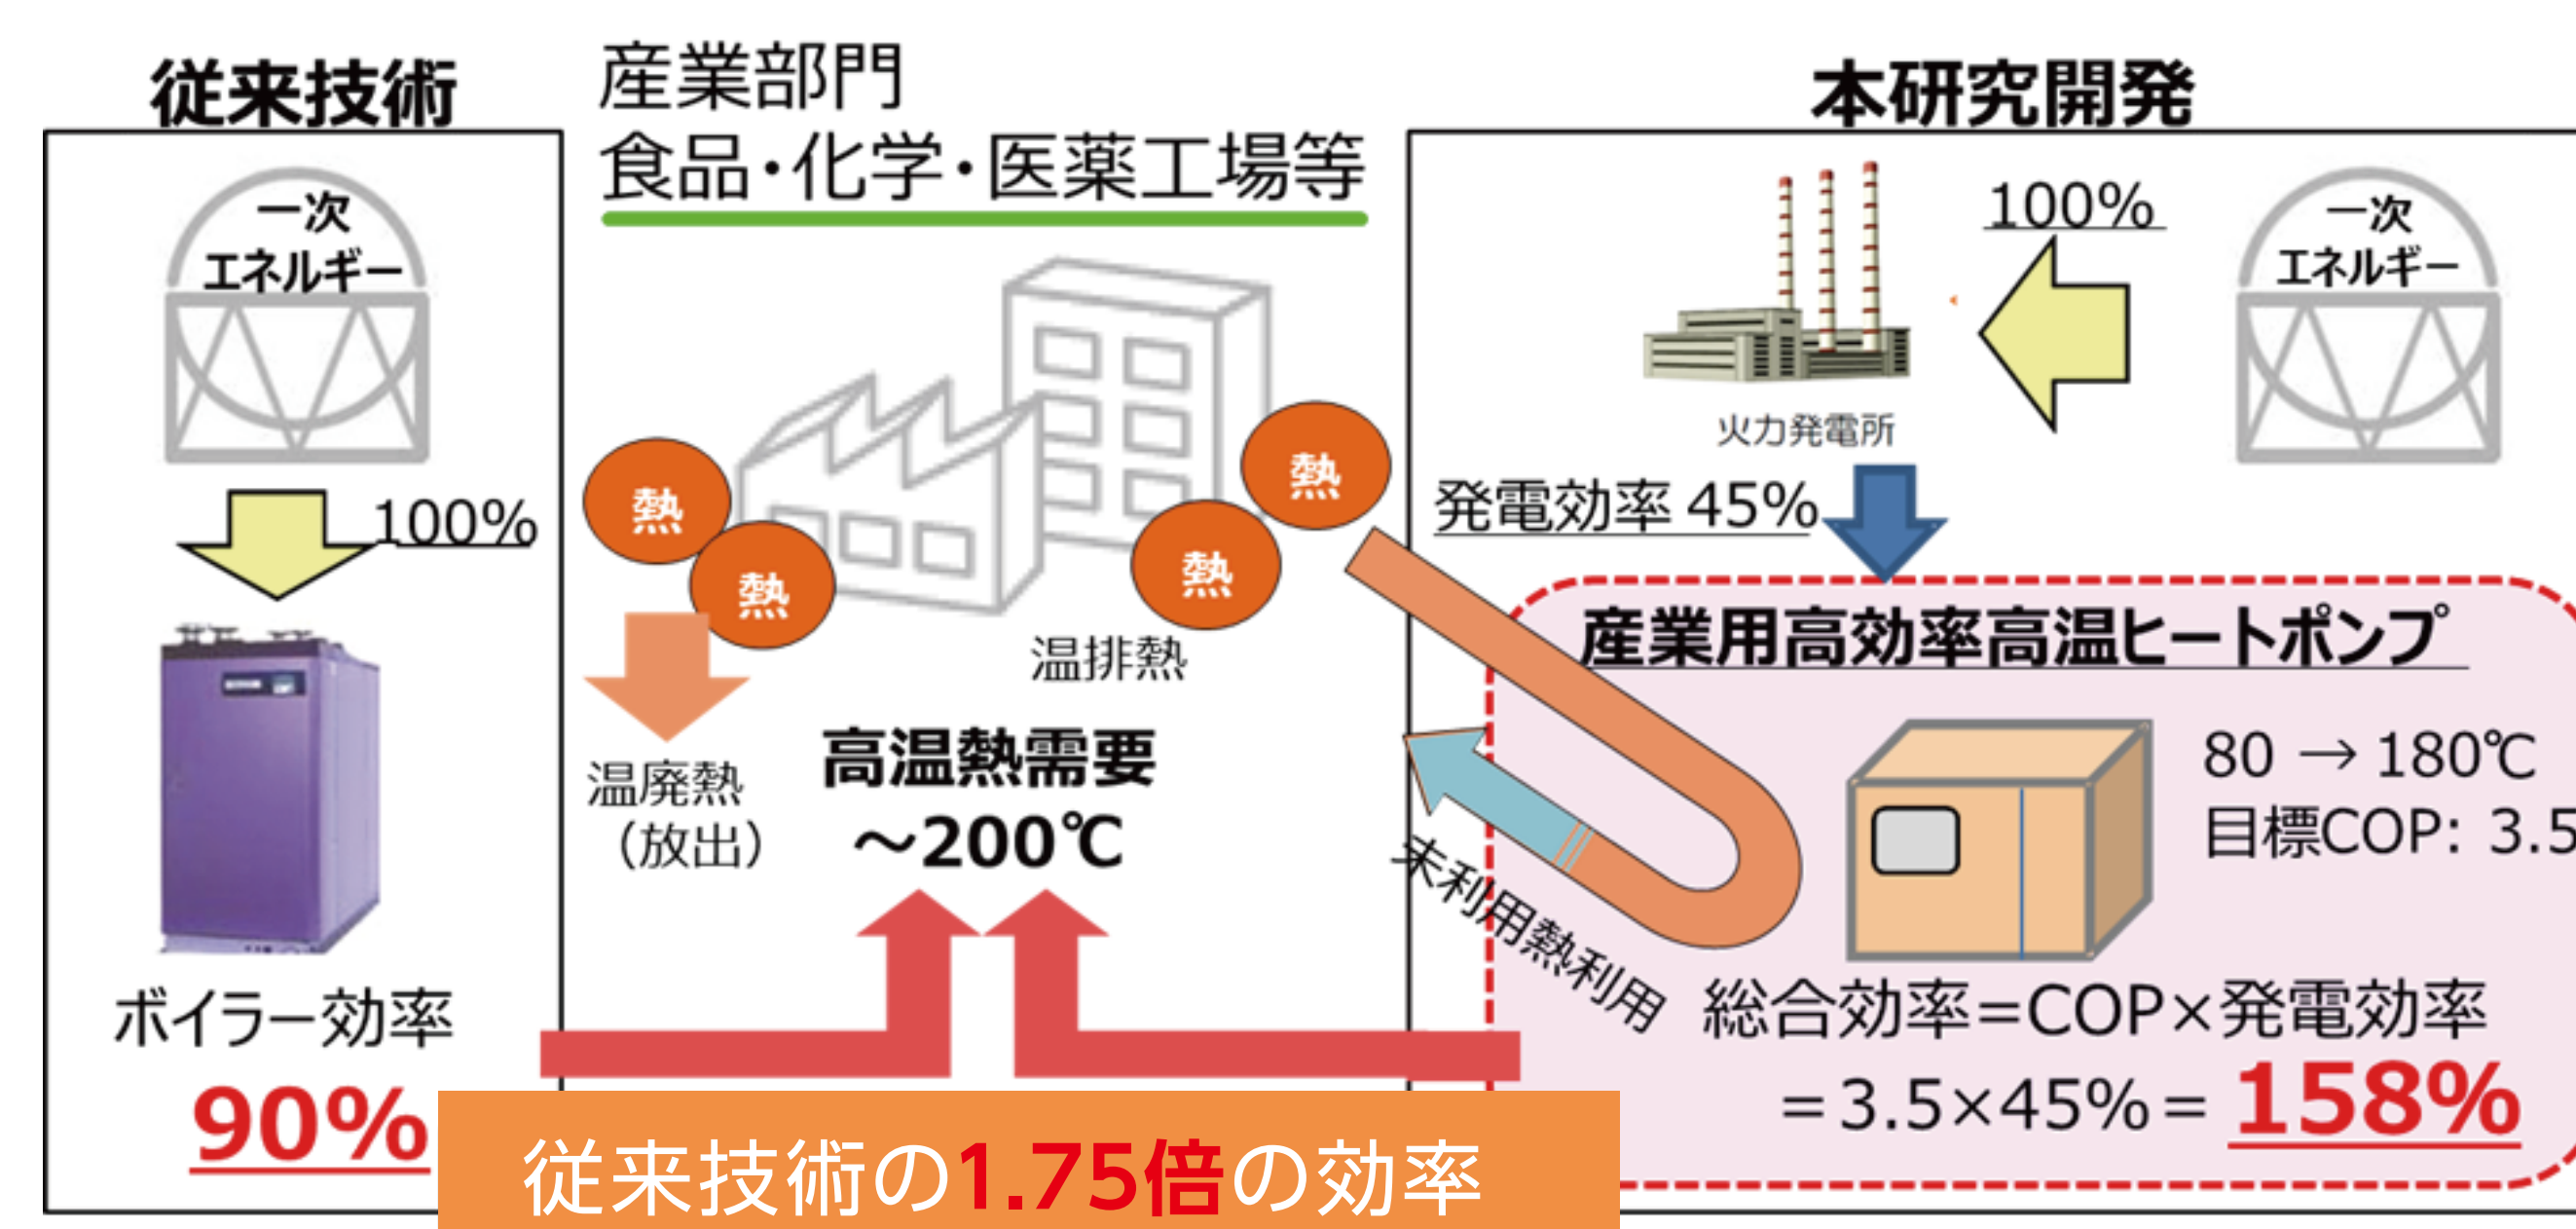 従来技術
一次
エネルギー
100%
ボイラー効率
90%
産業部門
食品・化学・医薬工場等
熱
熱
熱
熱
温排熱
温廃熱
（放出）
高温熱需要
～200℃
本研究開発
一次
エネルギー
100%
火力発電所
発電効率 45%
産業用高効率高温ヒートポンプ
80 → 180℃
目標COP: 3.5
未利用熱利用
総合効率=COP×発電効率
=3.5×45%= 158%
従来技術の1.75倍の効率